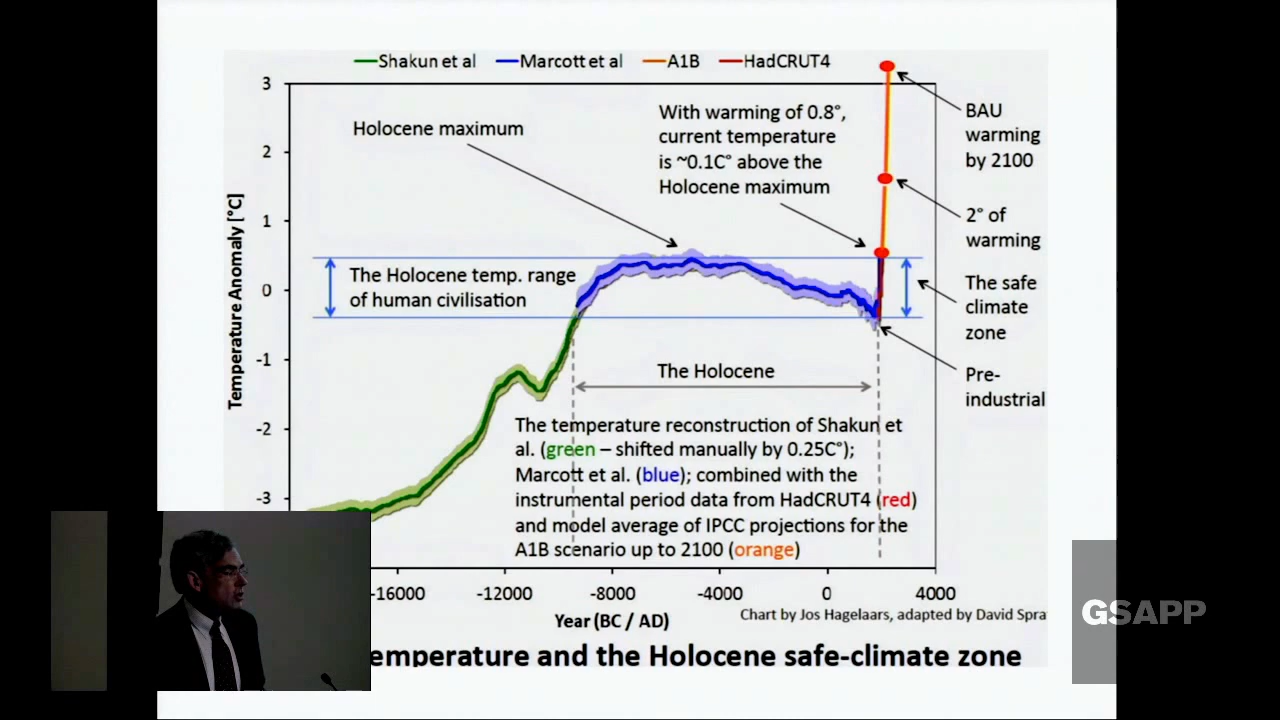 Shakun et al Marcott et al A1B HadCRUT4
3
2
1
0
-1
-2
-3
Temperature Anomaly [°C]
Holocene maximum
With warming of 0.8°,
current temperature
is ~0.1C° above the
Holocene maximum
BAU
warming
by 2100
2° of
warming
The Holocene temp. range
of human civilisation
The safe
climate
zone
Pre-
industrial
The Holocene
The temperature reconstruction of Shakun et
al. (green – shifted manually by 0.25C°);
Marcott et al. (blue); combined with the
instrumental period data from HadCRUT4 (red)
and model average of IPCC projections for the
A1B scenario up to 2100 (orange)
-16000 -12000 -8000 -4000 0 4000
Year (BC / AD)
Chart by Jos Hagelaars, adapted by David Spra
emperature and the Holocene safe-climate zone
GSAPP